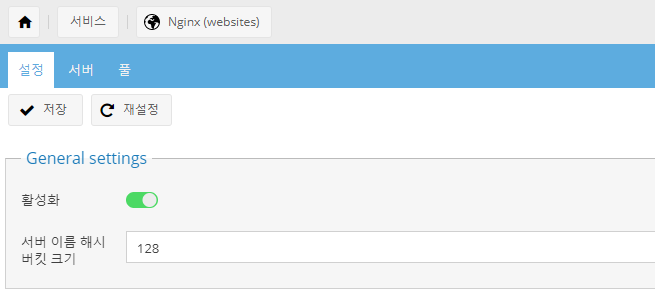 서비스
Nginx (websites)
설정 서버 풀
저장 재설정
General settings
활성화
서버 이름 해시
버킷 크기
128